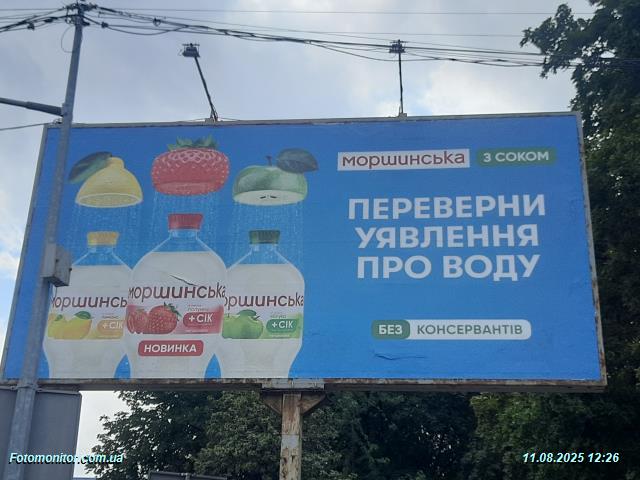 моршинська З СОКОМ
ПЕРЕВЕРНИ
УЯВЛЕННЯ
ПРО ВОДУ
БЕЗ КОНСЕРВАНТІВ
моршинська
+ СІК
НОВИНКА
моршинська
+ СІК
моршинська
+ СІК
Fotomonitor.com.ua
11.08.2025 12:26